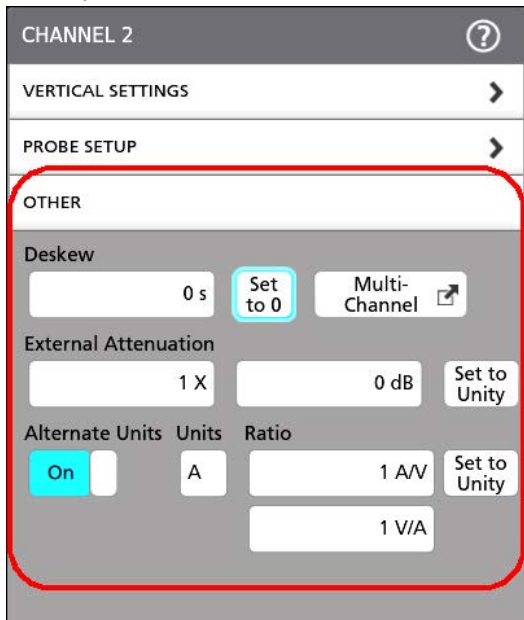 CHANNEL 2 ?
VERTICAL SETTINGS
PROBE SETUP
OTHER
Deskew
0 s
Set
to 0
Multi-
Channel
External Attenuation
1 X
0 dB
Set to
Unity
Alternate Units Units Ratio
On
A
1 A/V
Set to
Unity
1 V/A